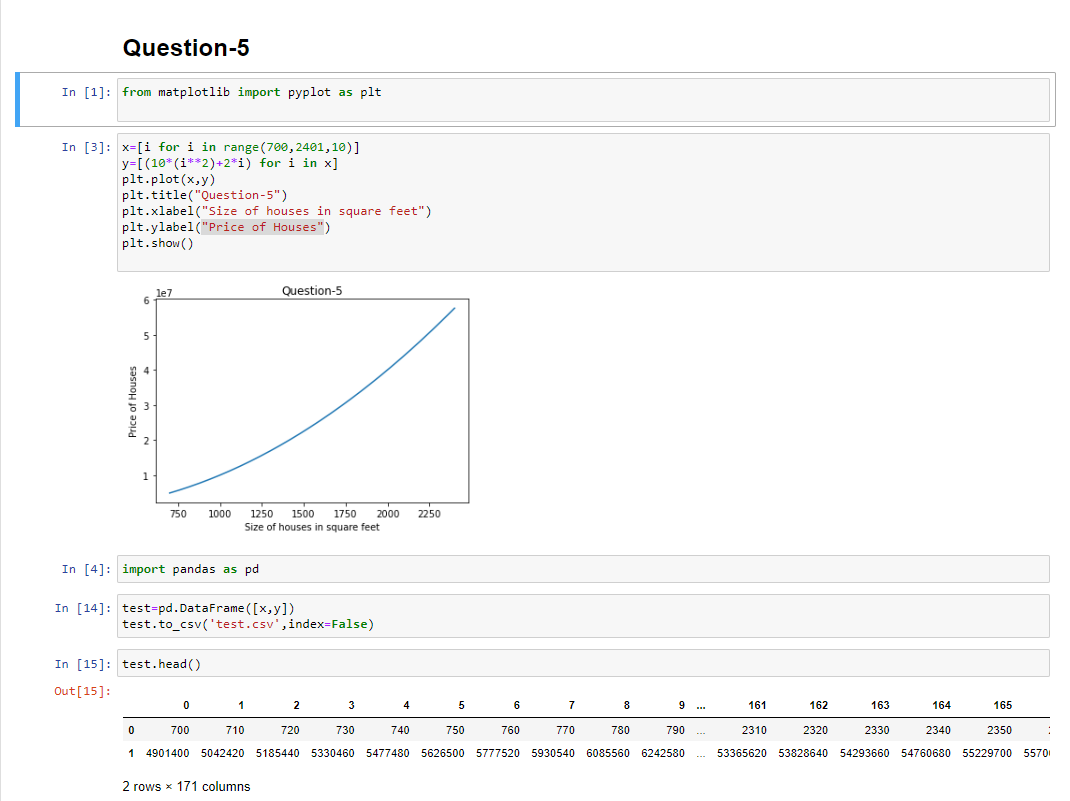 Question-5
In [1]: from matplotlib import pyplot as plt
In [3]: x=[i for i in range(700,2401,10)]
y=[(10*(i**2)+2*i) for i in x]
plt.plot(x,y)
plt.title("Question-5")
plt.xlabel("Size of houses in square feet")
plt.ylabel("Price of Houses")
plt.show()
1e7
Question-5
6
5
4
3
2
1
Price of Houses
750 1000 1250 1500 1750 2000 2250
Size of houses in square feet
In [4]: import pandas as pd
In [14]: test=pd.DataFrame([x,y])
test.to_csv('test.csv',index=False)
In [15]: test.head()
Out[15]:
0 1 2 3 4 5 6 7 8 9 ... 161 162 163 164 165
0 700 710 720 730 740 750 760 770 780 790 ... 2310 2320 2330 2340 2350
1 4901400 5042420 5185440 5330460 5477480 5626500 5777520 5930540 6085560 6242580 ... 53365620 53828640 54293660 54760680 55229700
2 rows × 171 columns